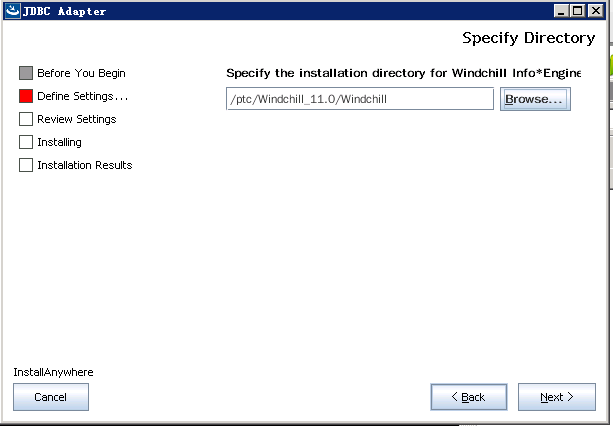 JDBC Adapter
Specify Directory
Before You Begin
Define Settings...
Review Settings
Installing
Installation Results
Specify the installation directory for Windchill Info*Engine
/ptc/Windchill_11.0/Windchill
Browse...
InstallAnywhere
Cancel
< Back
Next >